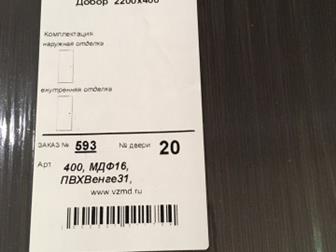 Добор 2200x400
Комплектация
наружная отделка
внутренняя отделка
ЗАКАЗ № 593 № двери 20
Арт. 400, МДФ16,
ПВХВенге31,
www.vzmd.ru